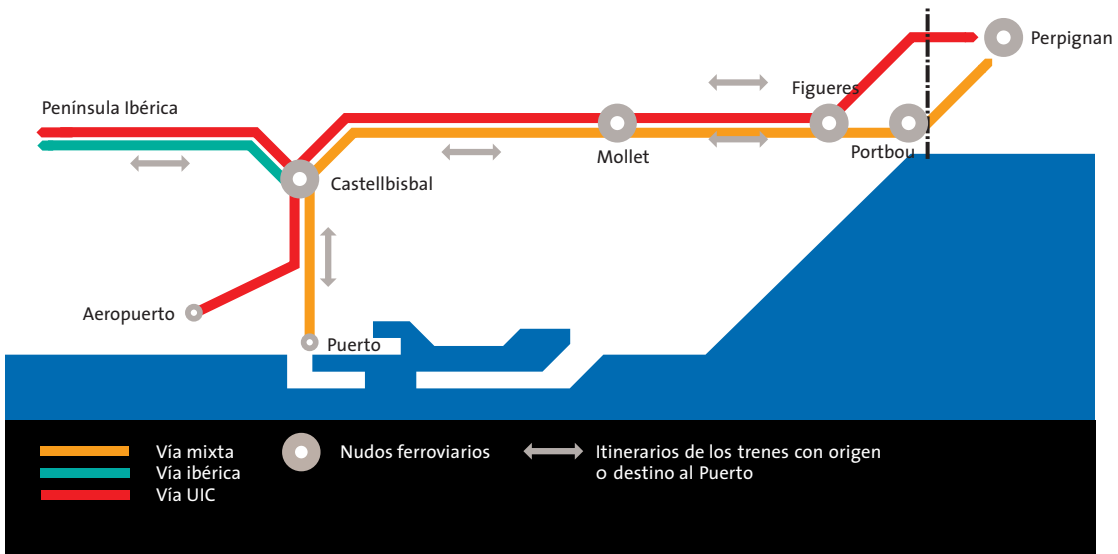 Perpignan
Figueres
Península Ibérica
Mollet
Portbou
Castellbisbal
Aeropuerto
Puerto
Vía mixta
Vía ibérica
Vía UIC
Nudos ferroviarios
Itinerarios de los trenes con origen
o destino al Puerto